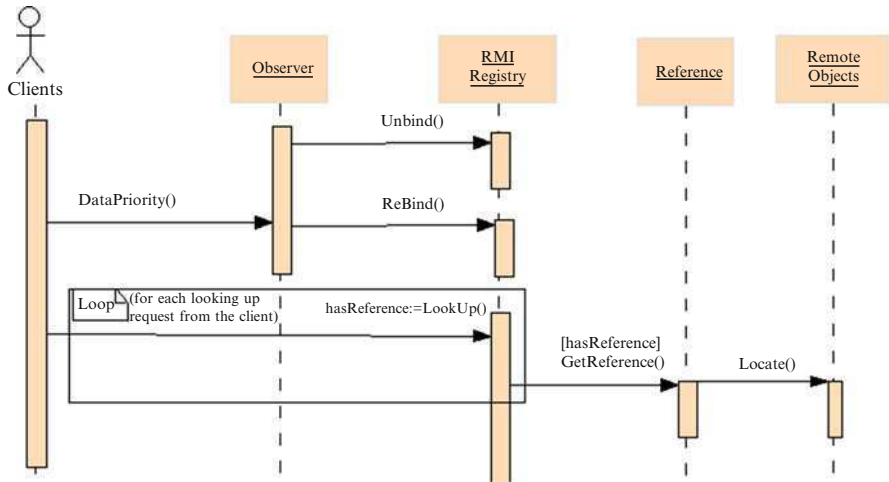 Clients
Observer
RMI
Registry
Reference
Remote
Objects
Unbind()
DataPriority()
ReBind()
Loop
(for each looking up
request from the client)
hasReference:=LookUp()
[hasReference]
GetReference()
Locate()